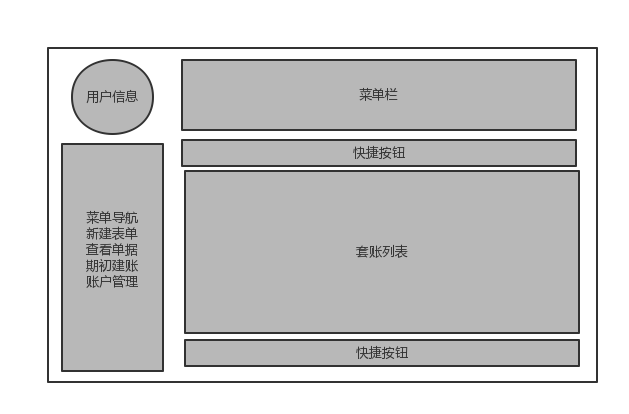 用户信息
菜单栏
快捷按钮
菜单导航
新建表单
查看单据
期初建账
账户管理
套账列表
快捷按钮